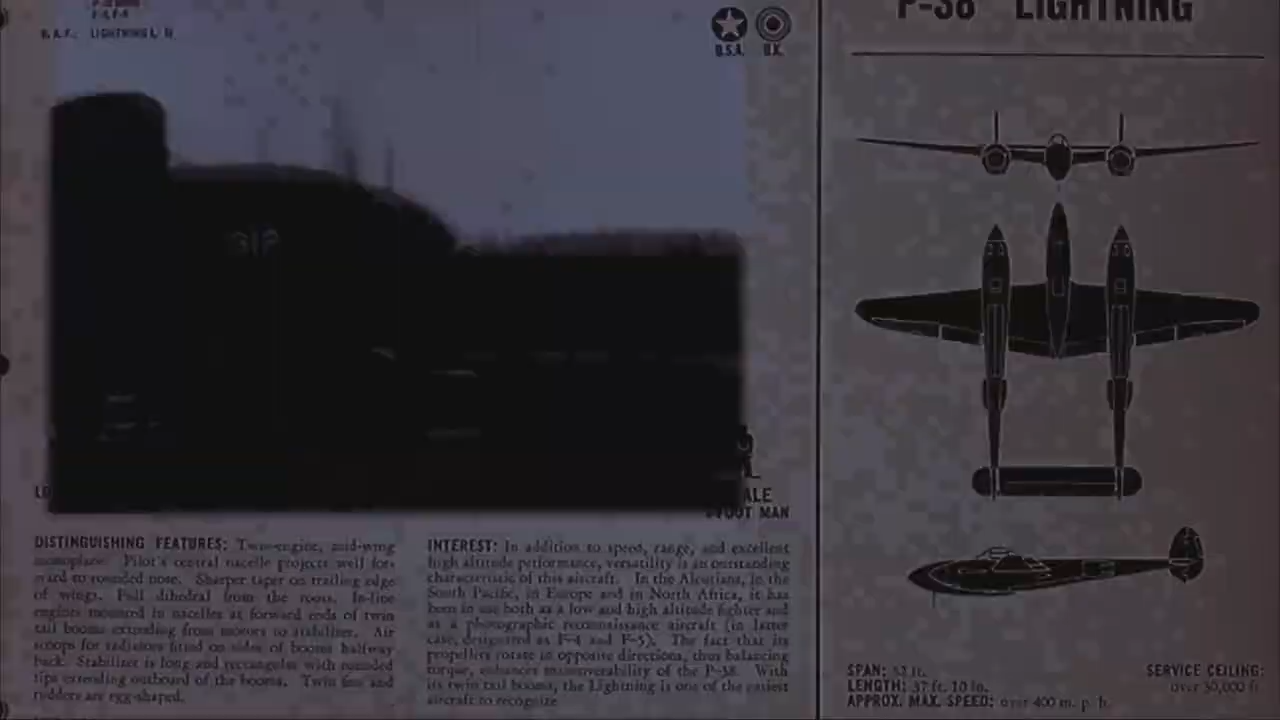 F-4, F-5
R.A.F.: LIGHTNING I, II
U.S.A. U.K.
P-38 LIGHTNING
DISTINGUISHING FEATURES: Two-engine, mid-wing
monoplane. Pilot's central nacelle projects well for-
ward to rounded nose. Sharper taper on trailing edge
of wings. Full dihedral from the roots. In-line
engines mounted in nacelles at forward ends of twin
tail booms extending from motors to stabilizer. Air
scoops for radiators fitted on sides of booms halfway
back. Stabilizer is long and rectangular with rounded
tips extending outboard of the booms. Twin fins and
rudders are egg-shaped.
INTEREST: In addition to speed, range, and excellent
high altitude performance, versatility is an outstanding
characteristic of this aircraft. In the Aleutians, in the
South Pacific, in Europe and in North Africa, it has
been in use both as a low and high altitude fighter and
as a photographic reconnaissance aircraft (in latter
case, designated as F-4 and F-5). The fact that its
propellers rotate in opposite directions, thus balancing
torque, enhances maneuverability of the P-38. With
its twin tail booms, the Lightning is one of the easiest
aircraft to recognize
MAN
SPAN: 52 ft.
LENGTH: 37 ft. 10 in.
APPROX. MAX. SPEED: over 400 m. p. h.
SERVICE CEILING:
over 30,000 ft.